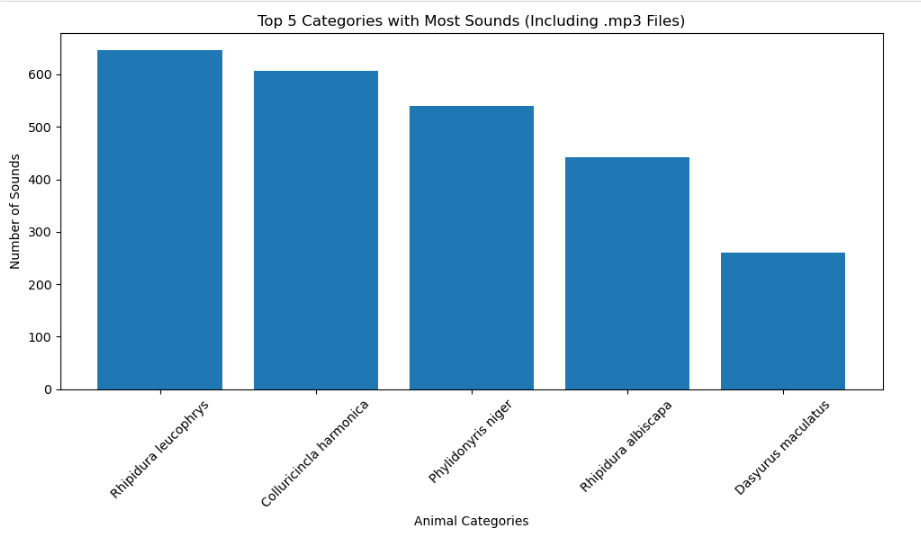 Top 5 Categories with Most Sounds (Including .mp3 Files)
Number of Sounds
600
500
400
300
200
100
0
Rhipidura leucophrys
Colluricincla harmonica
Phylidonyris niger
Rhipidura albiscapa
Dasyurus maculatus
Animal Categories